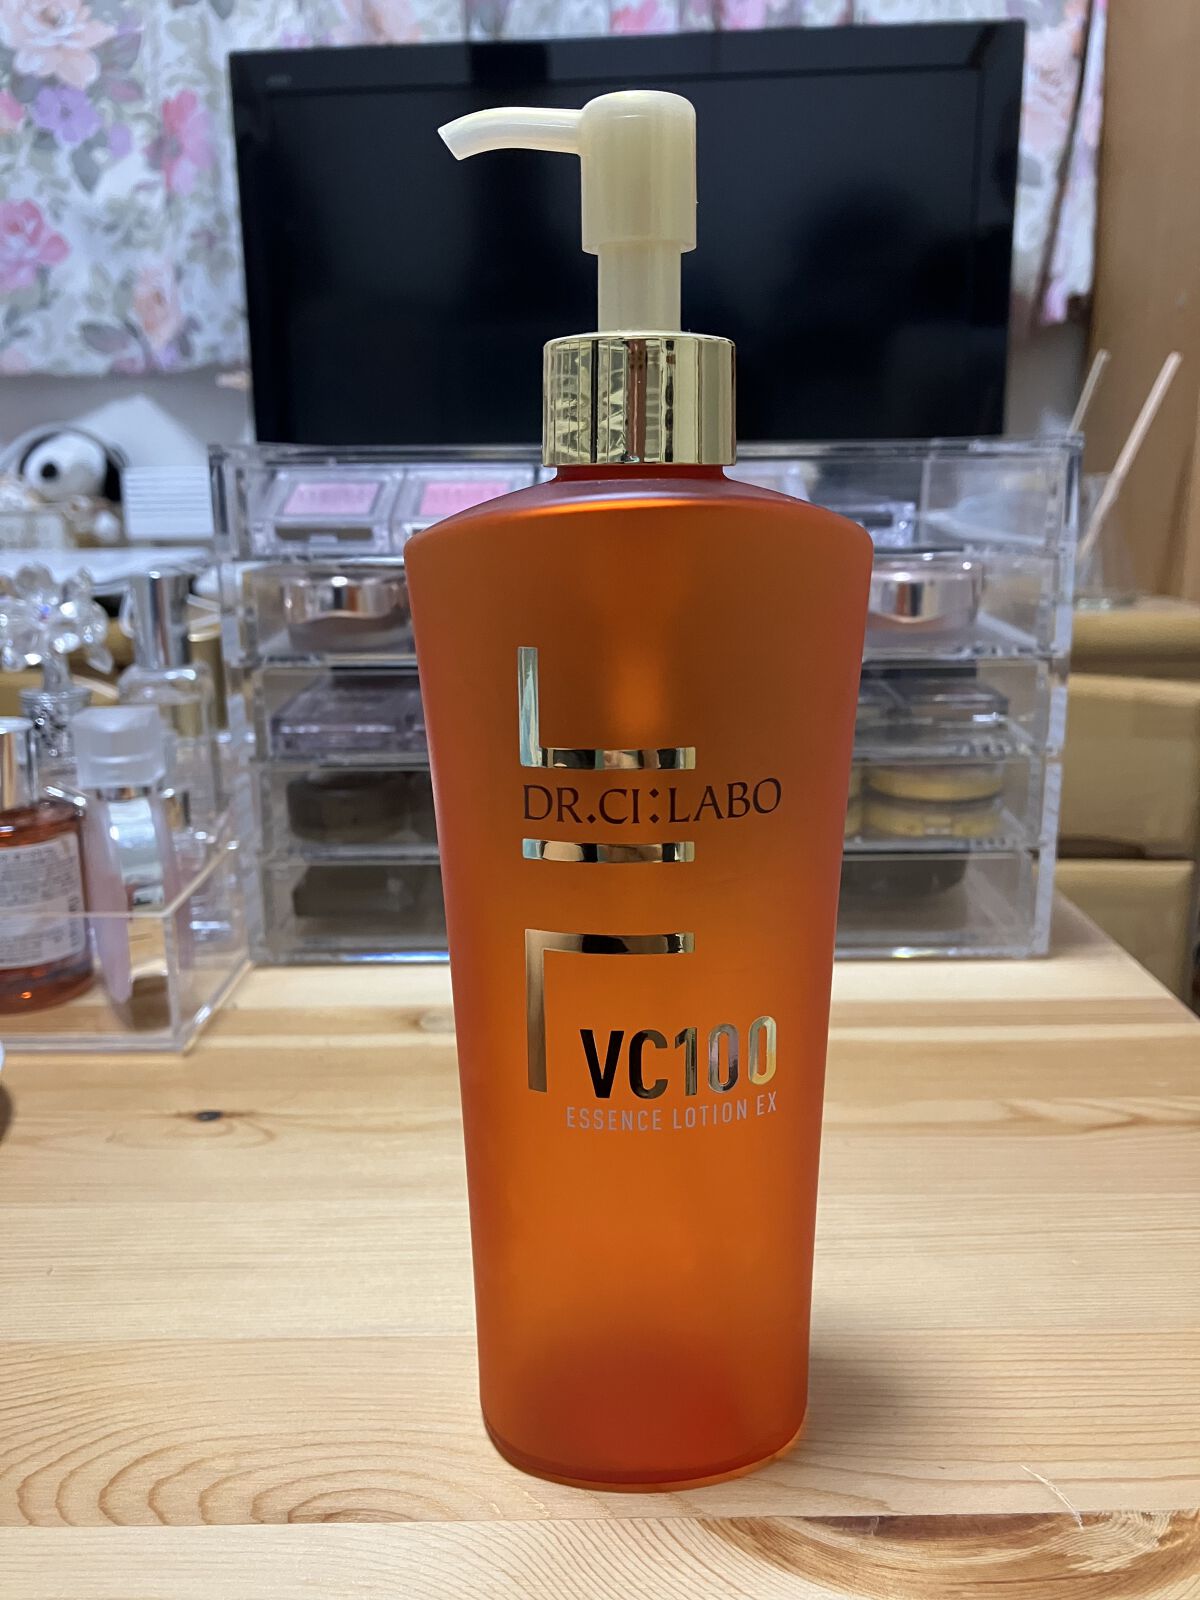 DR.CI:LABO
VC100
ESSENCE LOTION EX